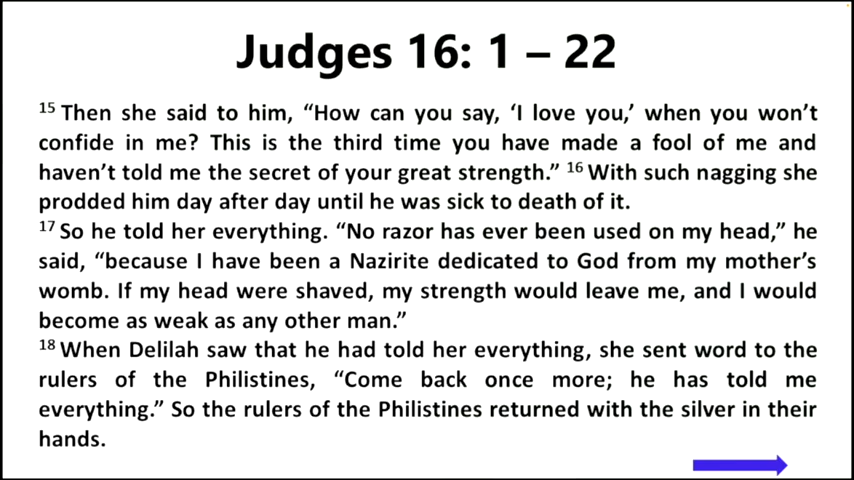 Judges 16: 1 – 22
15 Then she said to him, “How can you say, ‘I love you,’ when you won’t
confide in me? This is the third time you have made a fool of me and
haven’t told me the secret of your great strength.” 16 With such nagging she
prodded him day after day until he was sick to death of it.
17 So he told her everything. “No razor has ever been used on my head,” he
said, “because I have been a Nazirite dedicated to God from my mother’s
womb. If my head were shaved, my strength would leave me, and I would
become as weak as any other man.”
18 When Delilah saw that he had told her everything, she sent word to the
rulers of the Philistines, “Come back once more; he has told me
everything.” So the rulers of the Philistines returned with the silver in their
hands.